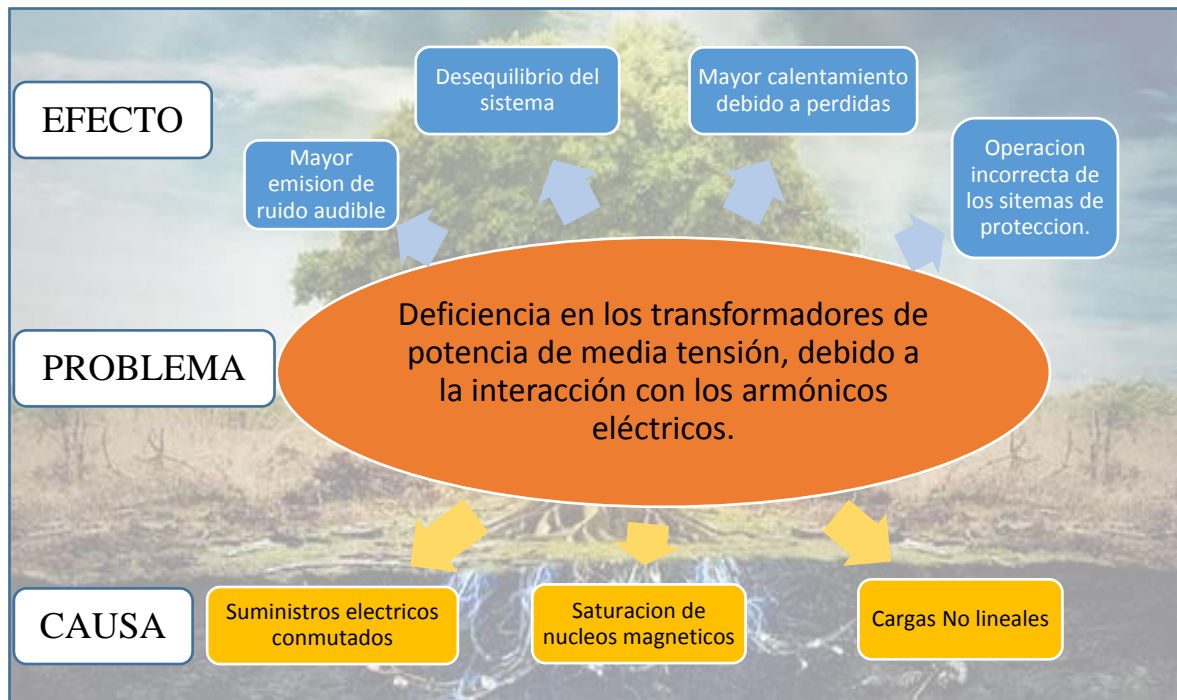 EFECTO
Desequilibrio del
sistema
Mayor calentamiento
debido a perdidas
Mayor
emision de
ruido audible
Operacion
incorrecta de
los sitemas de
proteccion.
PROBLEMA
Deficiencia en los transformadores de
potencia de media tensión, debido a
la interacción con los armónicos
eléctricos.
CAUSA
Suministros electricos
conmutados
Saturacion de
nucleos magneticos
Cargas No lineales